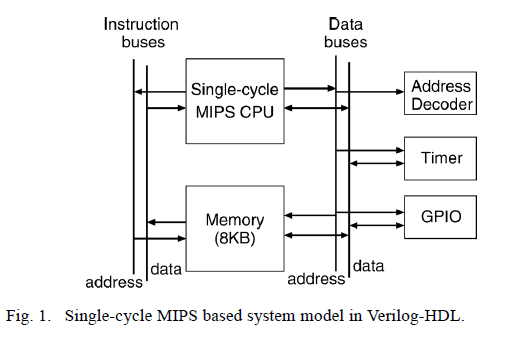 Instruction
buses
Data
buses
Single-cycle
MIPS CPU
Address
Decoder
Timer
Memory
(8KB)
GPIO
address
data
address
data
Fig. 1. Single-cycle MIPS based system model in Verilog-HDL.